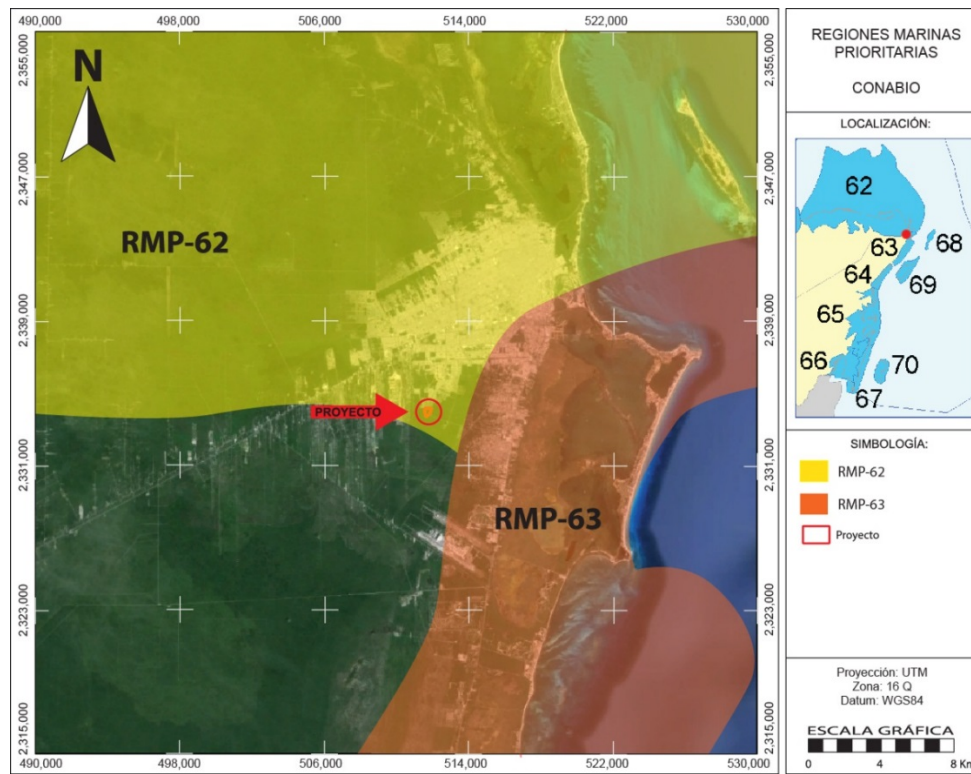 490,000
498,000
506,000
514,000
522,000
530,000
2,355,000
2,347,000
2,339,000
2,331,000
2,323,000
2,315,000
N
RMP-62
PROYECTO
RMP-63
2,355,000
2,347,000
2,339,000
2,331,000
2,323,000
2,315,000
490,000
498,000
506,000
514,000
522,000
530,000
REGIONES MARINAS
PRIORITARIAS
CONABIO
LOCALIZACIÓN:
62
63
68
64
69
65
66
70
67
SIMBOLOGÍA:
RMP-62
RMP-63
Proyecto
Proyección: UTM
Zona: 16 Q
Datum: WGS84
ESCALA GRÁFICA
0 4 8 Km